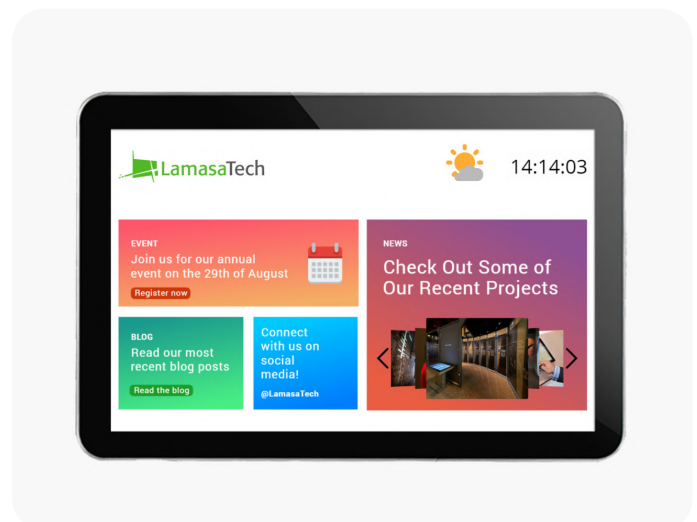 LamasaTech
14:14:03
EVENT
Join us for our annual
event on the 29th of August
Register now
BLOG
Read our most
recent blog posts
Read the blog
Connect
with us on
social
media!
@LamasaTech
NEWS
Check Out Some of
Our Recent Projects